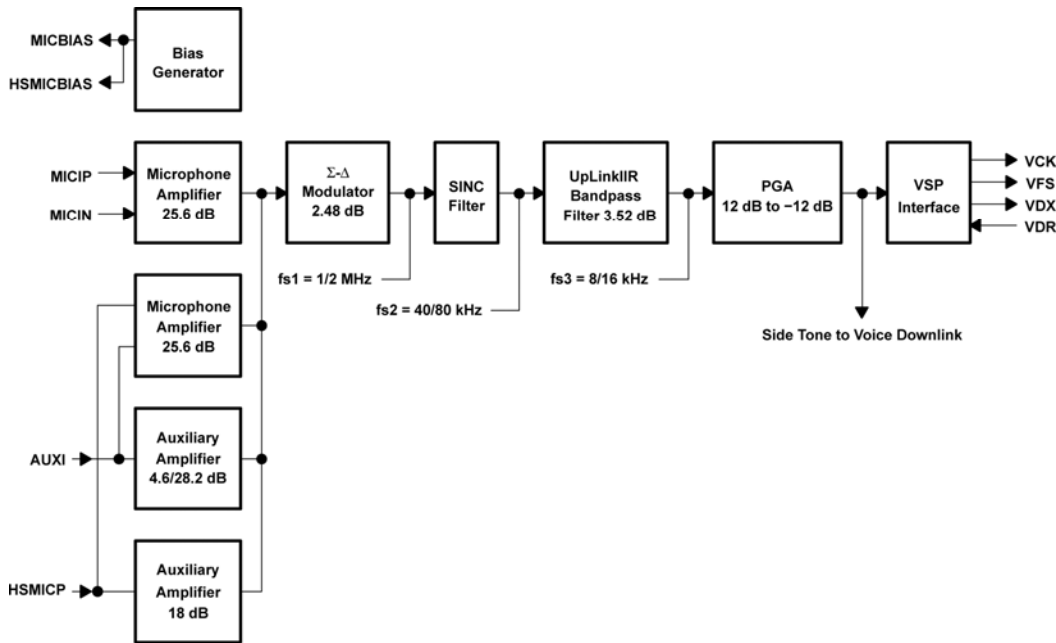 MICBIAS
HSMICBIAS
Bias
Generator
MICIP
MICIN
Microphone
Amplifier
25.6 dB
Σ-Δ
Modulator
2.48 dB
SINC
Filter
UpLinkIIR
Bandpass
Filter 3.52 dB
PGA
12 dB to −12 dB
VSP
Interface
VCK
VFS
VDX
VDR
fs1 = 1/2 MHz
fs2 = 40/80 kHz
fs3 = 8/16 kHz
Side Tone to Voice Downlink
Microphone
Amplifier
25.6 dB
AUXI
Auxiliary
Amplifier
4.6/28.2 dB
HSMICP
Auxiliary
Amplifier
18 dB